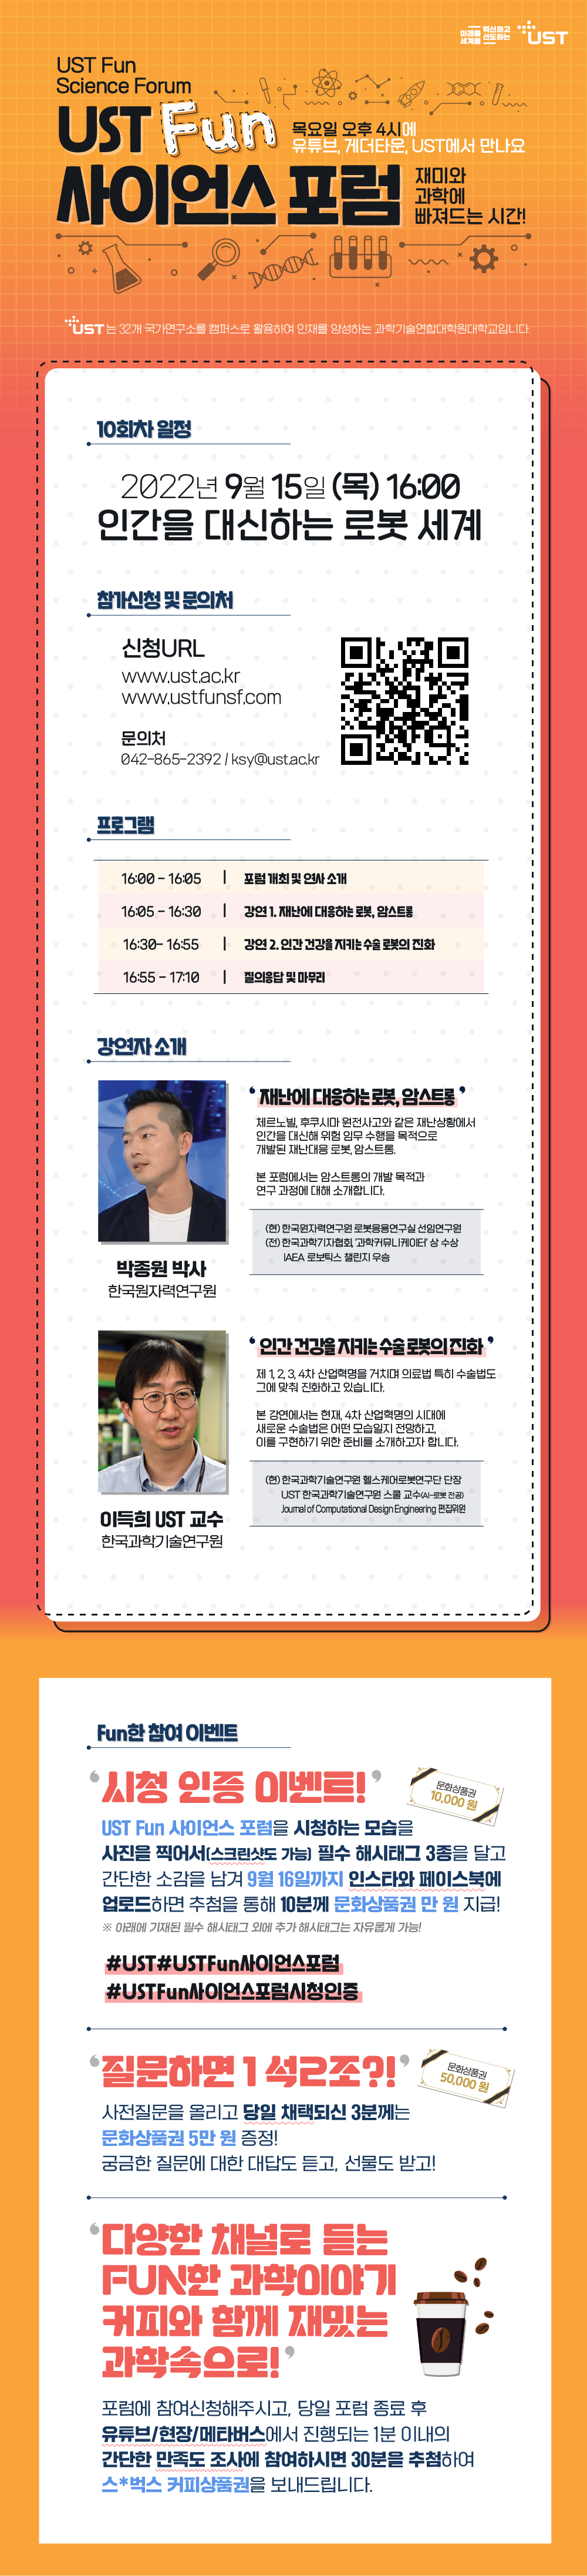 미래를 혁신하고
세계를 선도하는
UST
UST Fun
Science Forum
UST Fun
목요일 오후 4시에
유튜브, 게더타운, UST에서 만나요
사이언스 포럼
재미와
과학에
빠져드는 시간!
UST는 32개 국가연구소를 캠퍼스로 활용하여 인재를 양성하는 과학기술연합대학원대학교입니다.
10회차 일정
2022년 9월 15일 (목) 16:00
인간을 대신하는 로봇 세계
참가신청 및 문의처
신청URL
www.ust.ac.kr
www.ustfunsf.com
문의처
042-865-2392 / ksy@ust.ac.kr
프로그램
16:00 - 16:05 | 포럼 개최 및 연사 소개
16:05 - 16:30 | 강연 1. 재난에 대응하는 로봇, 암스트롱
16:30- 16:55 | 강연 2. 인간 건강을 지키는 수술 로봇의 진화
16:55 - 17:10 | 질의응답 및 마무리
강연자 소개
‘재난에 대응하는 로봇, 암스트롱’
체르노빌, 후쿠시마 원전사고와 같은 재난상황에서
인간을 대신해 위험 임무 수행을 목적으로
개발된 재난대응 로봇, 암스트롱.
본 포럼에서는 암스트롱의 개발 목적과
연구 과정에 대해 소개합니다.
(현) 한국원자력연구원 로봇응용연구실 선임연구원
(전) 한국과학기자협회, '과학커뮤니케이터' 상 수상
IAEA 로보틱스 챌린지 우승
박종원 박사
한국원자력연구원
‘인간 건강을 지키는 수술 로봇의 진화’
제 1, 2, 3, 4차 산업혁명을 거치며 의료법 특히 수술법도
그에 맞춰 진화하고 있습니다.
본 강연에서는 현재, 4차 산업혁명의 시대에
새로운 수술법은 어떤 모습일지 전망하고,
이를 구현하기 위한 준비를 소개하고자 합니다.
(현) 한국과학기술연구원 헬스케어로봇연구단 단장
UST 한국과학기술연구원 스쿨 교수(AI-로봇 전공)
Journal of Computational Design Engineering 편집위원
이득희 UST 교수
한국과학기술연구원
Fun한 참여 이벤트
‘시청 인증 이벤트!’
문화상품권
10,000 원
UST Fun 사이언스 포럼을 시청하는 모습을
사진을 찍어서(스크린샷도 가능) 필수 해시태그 3종을 달고
간단한 소감을 남겨 9월 16일까지 인스타와 페이스북에
업로드하면 추첨을 통해 10분께 문화상품권 만 원 지급!
※ 아래에 기재된 필수 해시태그 외에 추가 해시태그는 자유롭게 가능!
#UST#USTFun사이언스포럼
#USTFun사이언스포럼시청인증
‘질문하면 1석2조?!’
문화상품권
50,000 원
사전질문을 올리고 당일 채택되신 3분께는
문화상품권 5만 원 증정!
궁금한 질문에 대한 대답도 듣고, 선물도 받고!
‘다양한 채널로 듣는
FUN한 과학이야기
커피와 함께 재밌는
과학속으로!’
포럼에 참여신청해주시고, 당일 포럼 종료 후
유튜브/현장/메타버스에서 진행되는 1분 이내의
간단한 만족도 조사에 참여하시면 30분을 추첨하여
스*벅스 커피상품권을 보내드립니다.